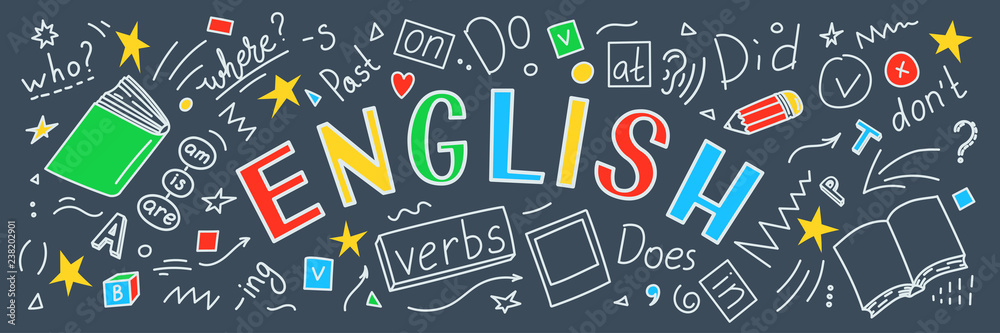 who?
where?
-s
Past
on
Do
V
at
Did
V
x
don't
ENGLISH
am
is
are
A
B
-ing
V
verbs
Does
in
T
P
?
Adobe Stock | #238202901